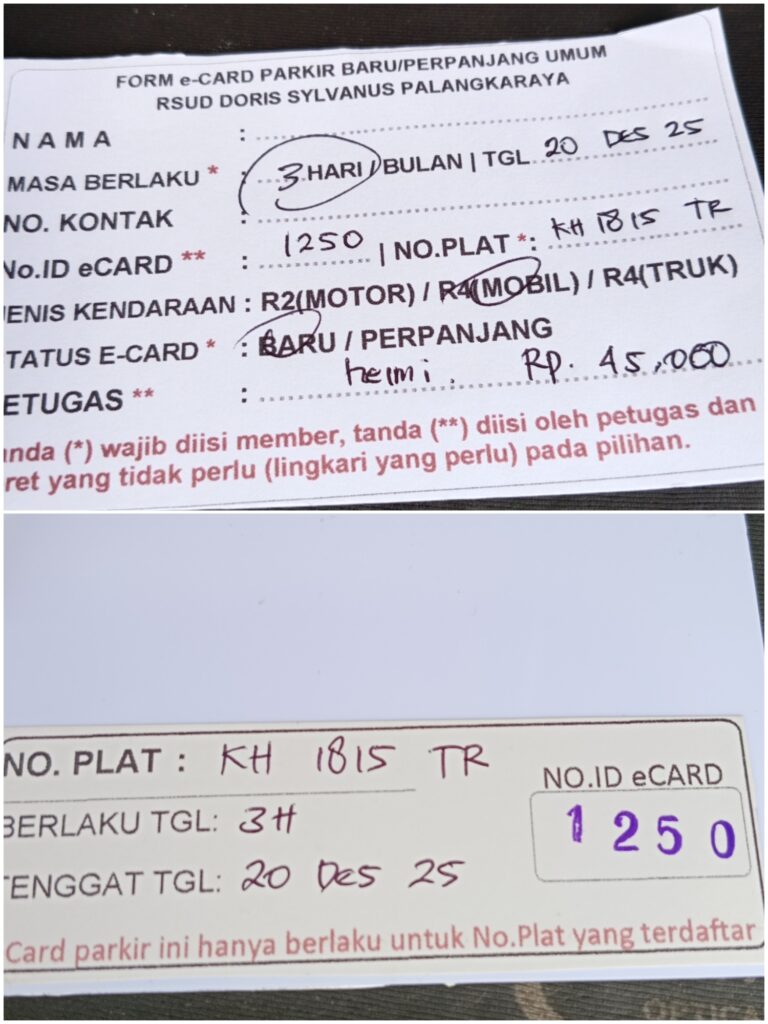 FORM e-CARD PARKIR BARU/PERPANJANG UMUM
RSUD DORIS SYLVANUS PALANGKARAYA
NAMA :
MASA BERLAKU * : 3 HARI / BULAN | TGL 20 DES 25
NO. KONTAK :
No.ID eCARD ** : 1250 | NO.PLAT *: KH 1815 TR
ENIS KENDARAAN : R2(MOTOR) / R4(MOBIL) / R4(TRUK)
TATUS E-CARD * : BARU / PERPANJANG
ETUGAS ** : helmi. Rp. 45,000
anda (*) wajib diisi member, tanda (**) diisi oleh petugas dan
ret yang tidak perlu (lingkari yang perlu) pada pilihan.
NO. PLAT : KH 1815 TR
NO.ID eCARD
1250
BERLAKU TGL: 3H
TENGGAT TGL: 20 DES 25
Card parkir ini hanya berlaku untuk No.Plat yang terdaftar